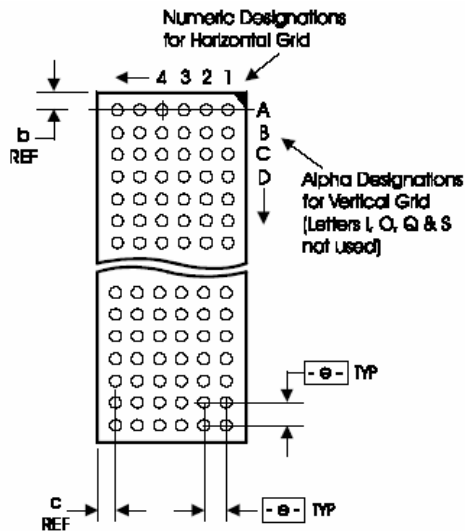 Numeric Designations
for Horizontal Grid
4 3 2 1
A
B
C
D
b
REF
Alpha Designations
for Vertical Grid
(Letters I, O, Q & S
not used)
- e - TYP
c
REF
- e - TYP